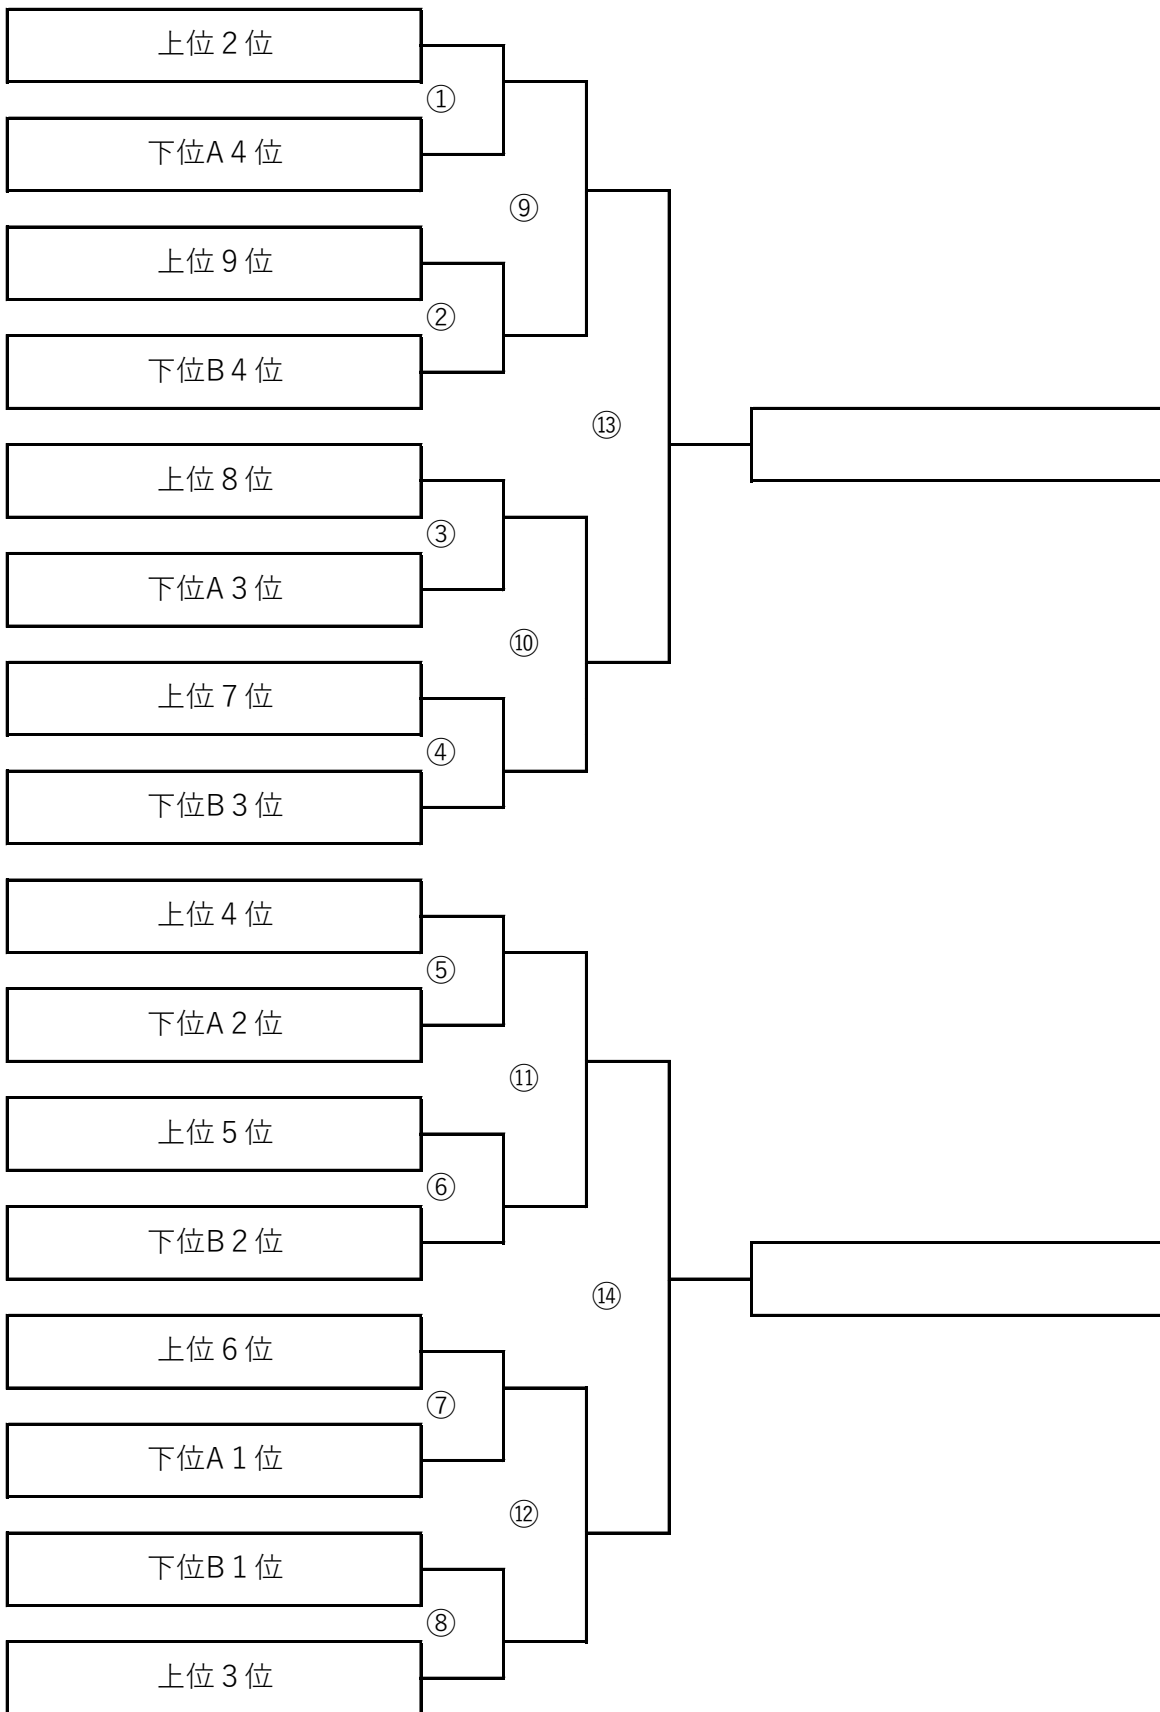 上位２位
①
下位A４位
⑨
上位９位
②
下位B４位
⑬
上位８位
③
下位A３位
⑩
上位７位
④
下位B３位
上位４位
⑤
下位A２位
⑪
上位５位
⑥
下位B２位
⑭
上位６位
⑦
下位A１位
⑫
下位B１位
⑧
上位３位